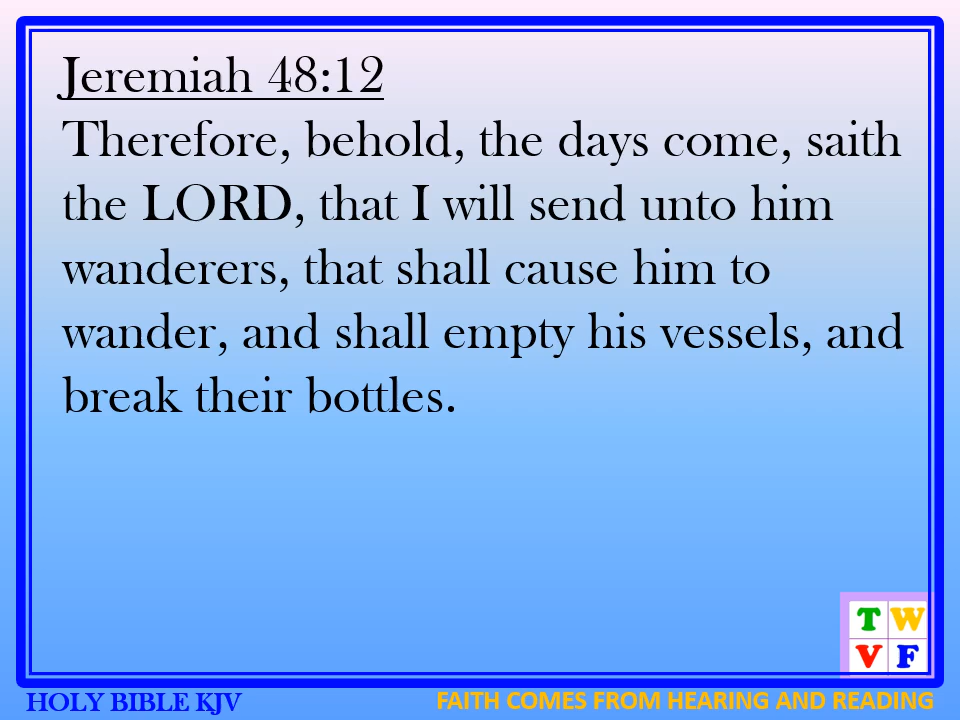 Jeremiah 48:12
Therefore, behold, the days come, saith
the LORD, that I will send unto him
wanderers, that shall cause him to
wander, and shall empty his vessels, and
break their bottles.
T W
V F
HOLY BIBLE KJV
FAITH COMES FROM HEARING AND READING